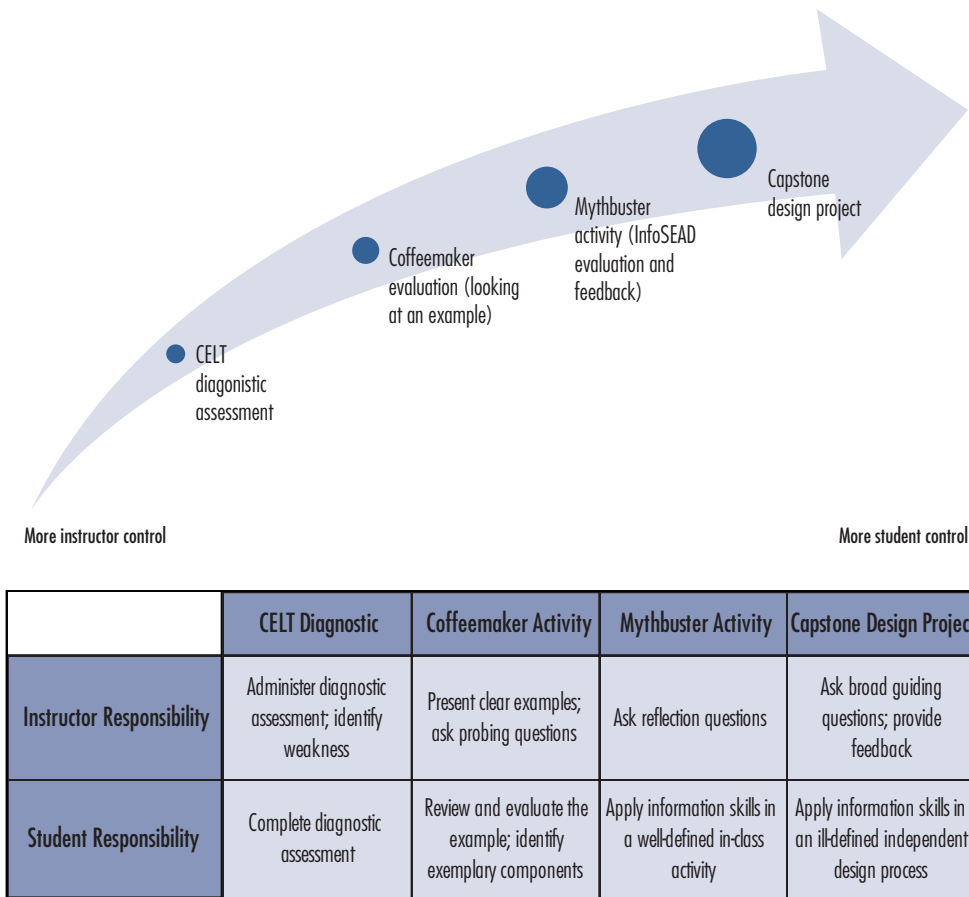 Capstone
design project
Mythbuster
activity (InfoSEAD
evaluation and
feedback)
Coffeemaker
evaluation (looking
at an example)
CELT
diagonistic
assessment
More instructor control
More student control
CELT Diagnostic
Coffeemaker Activity
Mythbuster Activity
Capstone Design Projec
Instructor Responsibility
Administer diagnostic
assessment; identify
weakness
Present clear examples;
ask probing questions
Ask reflection questions
Ask broad guiding
questions; provide
feedback
Student Responsibility
Complete diagnostic
assessment
Review and evaluate the
example; identify
exemplary components
Apply information skills in
a well-defined in-class
activity
Apply information skills in
an ill-defined independent
design process